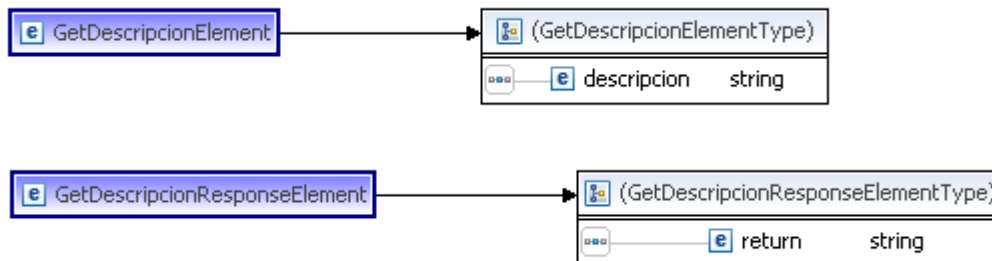 e GetDescripcionElement
(GetDescripcionElementType)
e descripcion string
e GetDescripcionResponseElement
(GetDescripcionResponseElementType)
e return string